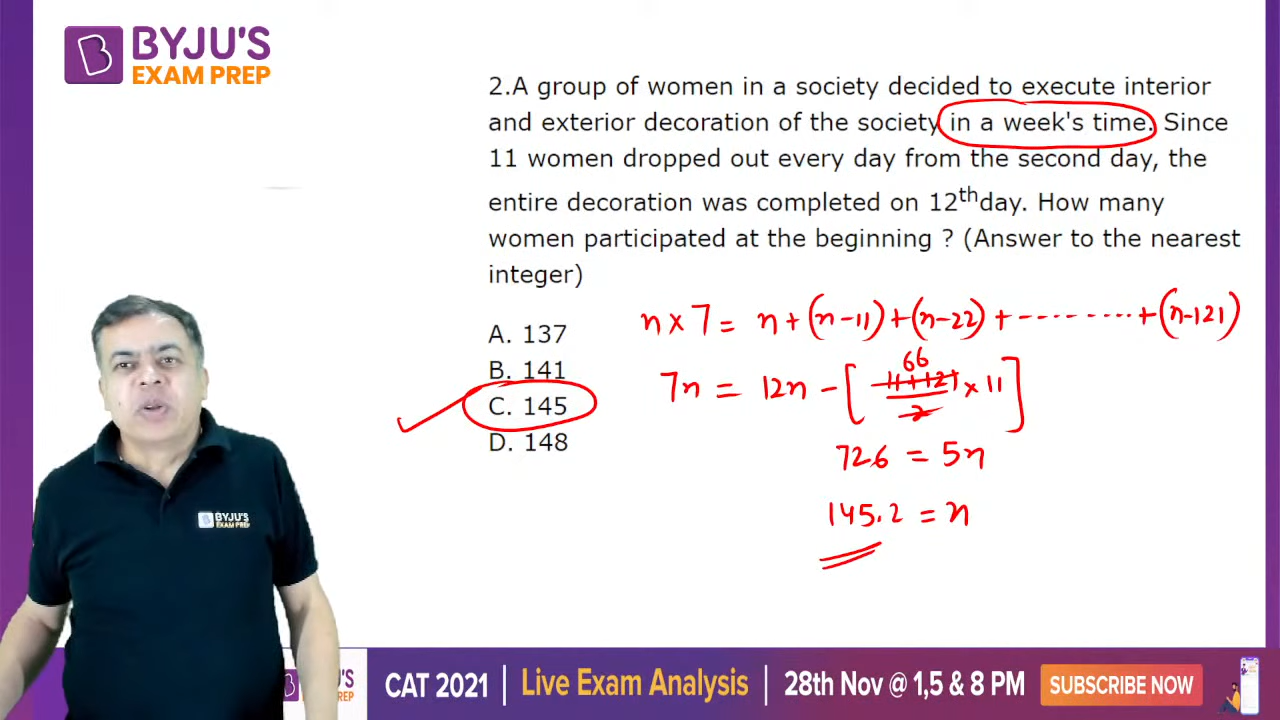 BYJU'S
EXAM PREP
2.A group of women in a society decided to execute interior
and exterior decoration of the society in a week's time. Since
11 women dropped out every day from the second day, the
entire decoration was completed on 12th day. How many
women participated at the beginning ? (Answer to the nearest
integer)
A. 137
B. 141
C. 145
D. 148
n × 7 = n + (n-11) + (n-22) + ⋯⋯⋯ + (n-121)
66
7n = 12n - [ 11+121/2 × 11 ]
726 = 5n
145.2 = n
BYJU'S
EXAM PREP
CAT 2021 | Live Exam Analysis | 28th Nov @ 1,5 & 8 PM
SUBSCRIBE NOW